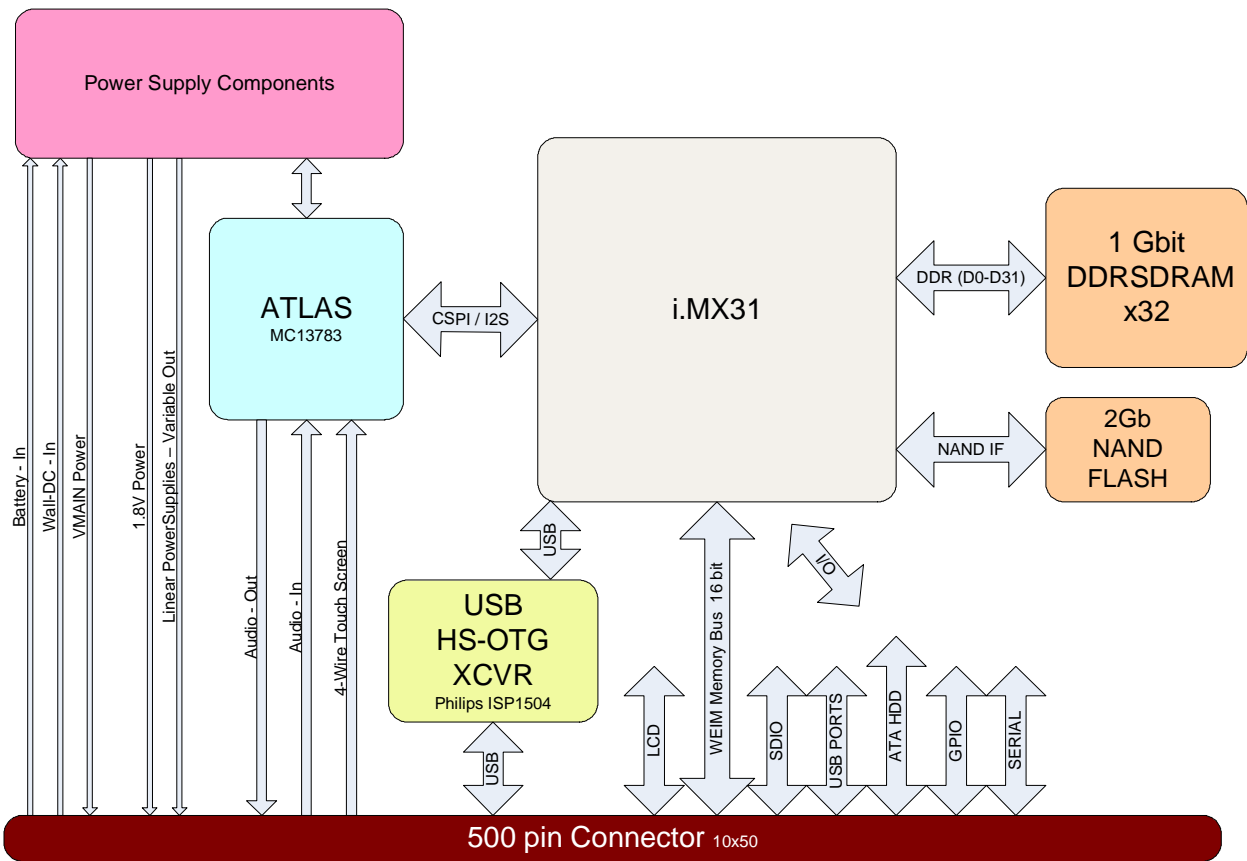 Power Supply Components
ATLAS
MC13783
CSPI / I2S
i.MX31
DDR (D0-D31)
1 Gbit
DDRSDRAM
x32
NAND IF
2Gb
NAND
FLASH
Battery - In
Wall-DC - In
VMAIN Power
1.8V Power
Linear PowerSupplies – Variable Out
Audio - Out
Audio - In
4-Wire Touch Screen
USB
USB
HS-OTG
XCVR
Philips ISP1504
USB
LCD
WEIM Memory Bus 16 bit
I/O
SDIO
USB PORTS
ATA HDD
GPIO
SERIAL
500 pin Connector 10x50